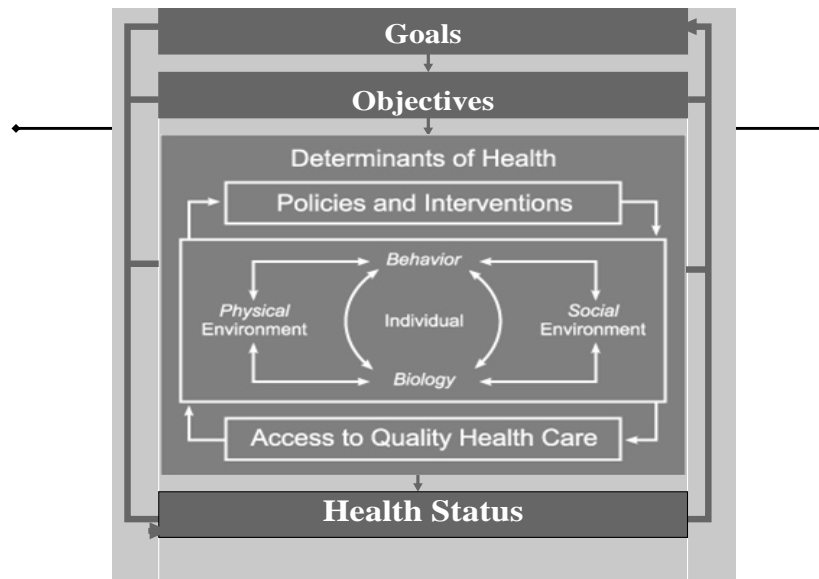 Goals
Objectives
Determinants of Health
Policies and Interventions
Behavior
Physical
Environment
Individual
Social
Environment
Biology
Access to Quality Health Care
Health Status